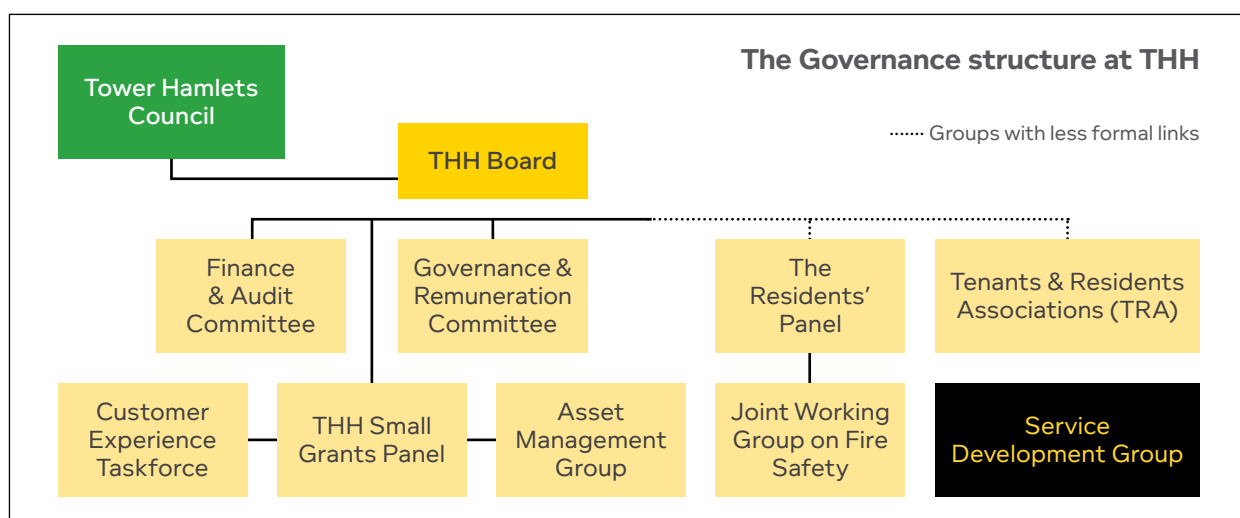 The Governance structure at THH
Tower Hamlets
Council
Groups with less formal links
THH Board
Finance
& Audit
Committee
Governance &
Remuneration
Committee
The
Residents’
Panel
Tenants & Residents
Associations (TRA)
Customer
Experience
Taskforce
THH Small
Grants Panel
Asset
Management
Group
Joint Working
Group on Fire
Safety
Service
Development Group